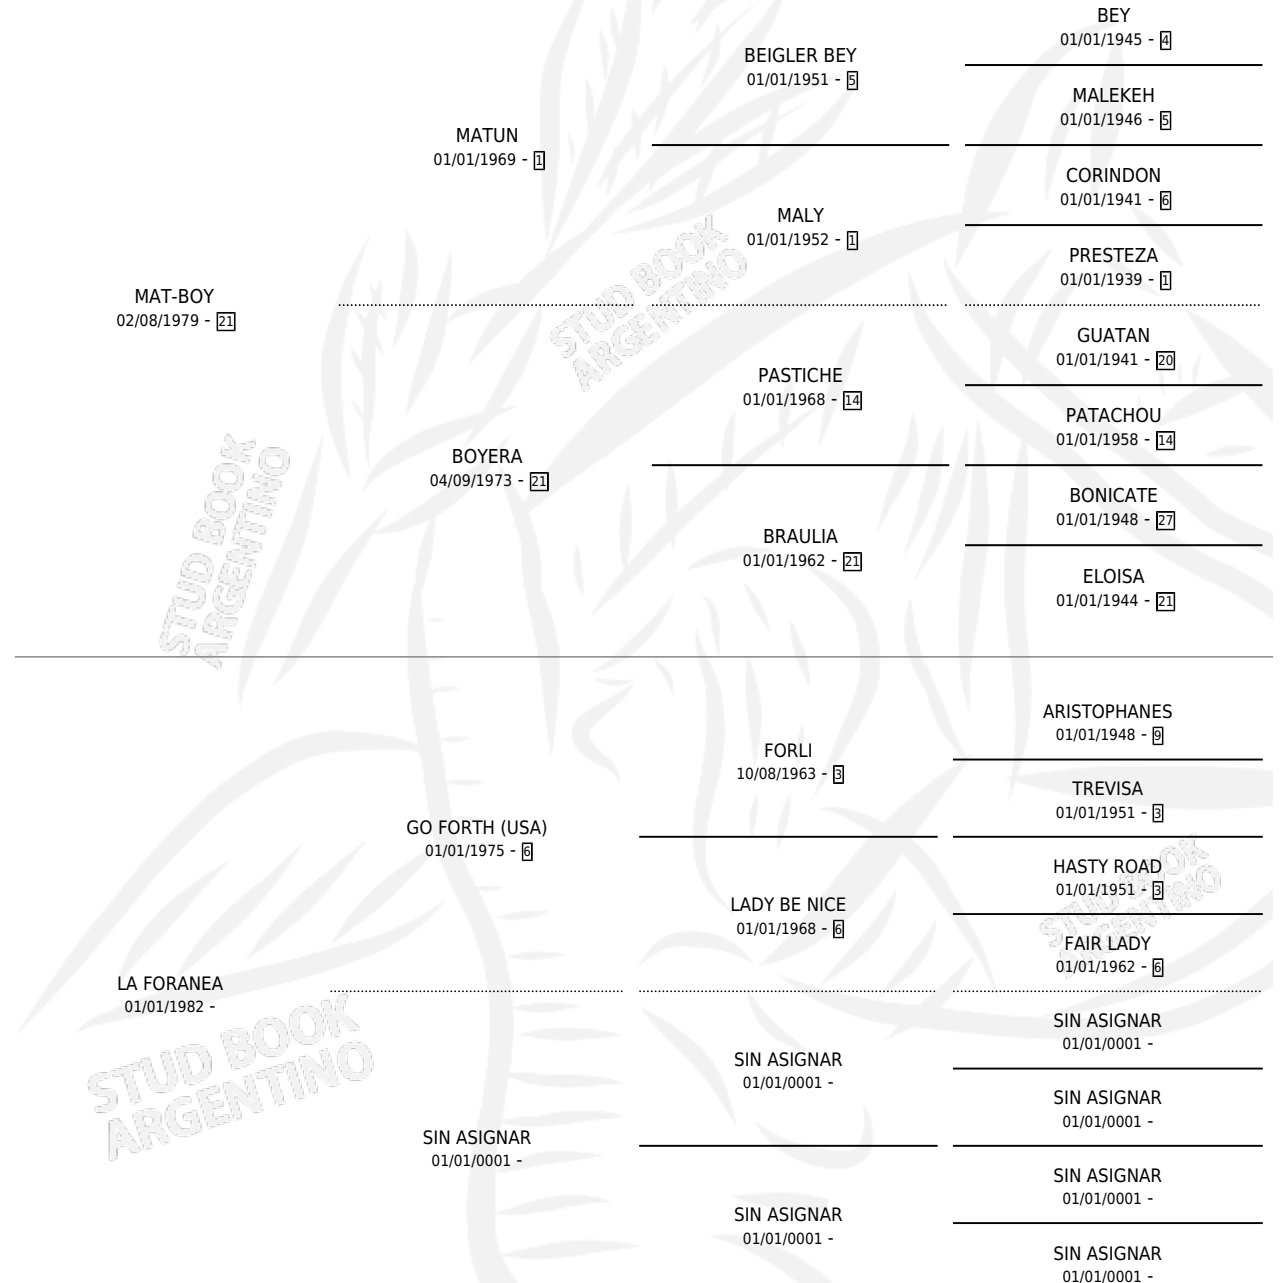 BEY
01/01/1945 - 4
BEIGLER BEY
01/01/1951 - 5
MALEKEH
01/01/1946 - 5
MATUN
01/01/1969 - 1
CORINDON
01/01/1941 - 6
MALY
01/01/1952 - 1
PRESTEZA
01/01/1939 - 1
MAT-BOY
02/08/1979 - 21
GUATAN
01/01/1941 - 20
PASTICHE
01/01/1968 - 14
PATACHOU
01/01/1958 - 14
BOYERA
04/09/1973 - 21
BONICATE
01/01/1948 - 27
BRAULIA
01/01/1962 - 21
ELOISA
01/01/1944 - 21
ARISTOPHANES
01/01/1948 - 9
FORLI
10/08/1963 - 3
TREVISA
01/01/1951 - 3
GO FORTH (USA)
01/01/1975 - 6
HASTY ROAD
01/01/1951 - 3
LADY BE NICE
01/01/1968 - 6
FAIR LADY
01/01/1962 - 6
LA FORANEA
01/01/1982 -
SIN ASIGNAR
01/01/0001 -
SIN ASIGNAR
01/01/0001 -
SIN ASIGNAR
01/01/0001 -
SIN ASIGNAR
01/01/0001 -
SIN ASIGNAR
01/01/0001 -
SIN ASIGNAR
01/01/0001 -
SIN ASIGNAR
01/01/0001 -
STUD BOOK
ARGENTINO
STUD BOOK
ARGENTINO
STUD BOOK
ARGENTINO
STUD BOOK
ARGENTINO